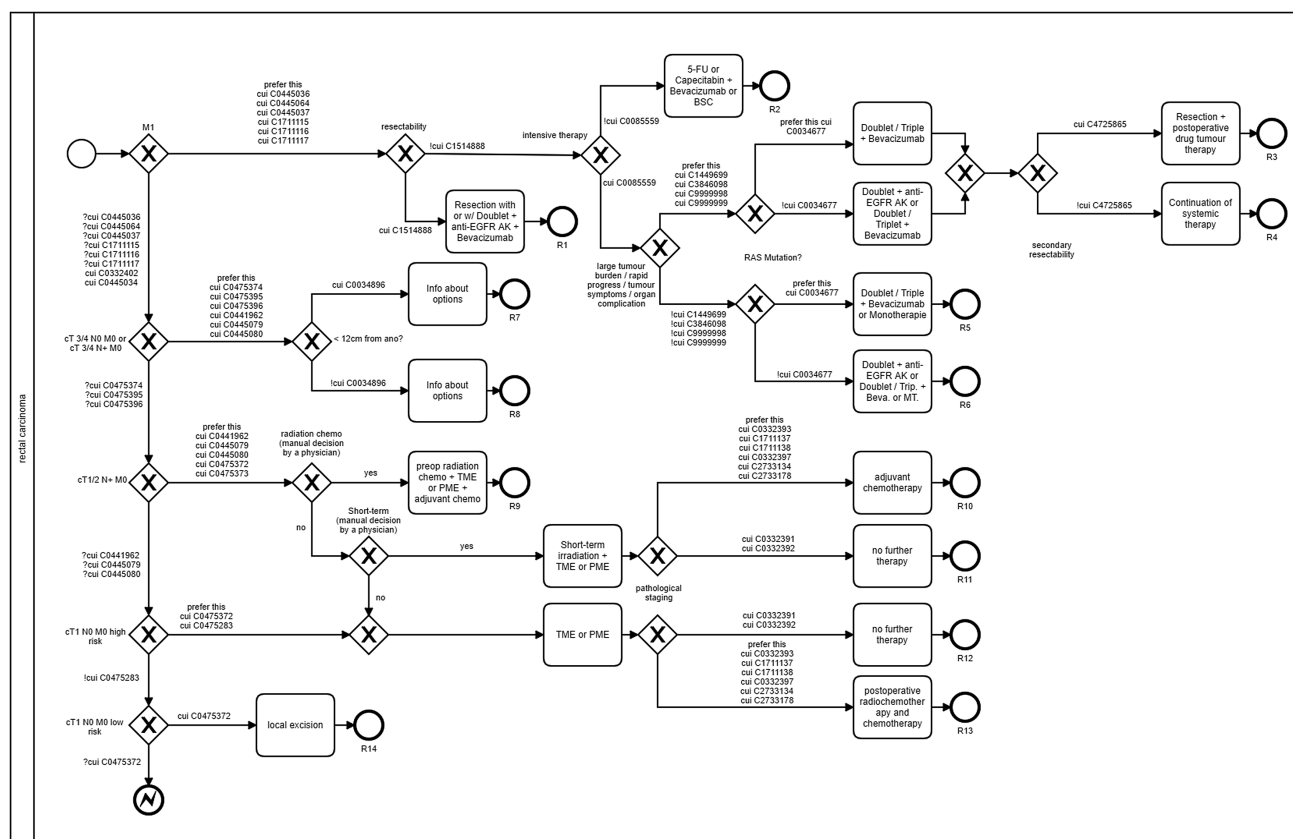 rectal carcinoma
M1
prefer this
cui C0445036
cui C0445064
cui C0445037
cui C1711115
cui C1711116
cui C1711117
resectability
!cui C1514888
cui C1514888
Resection with
or w/ Doublet +
anti-EGFR AK +
Bevacizumab
R1
intensive therapy
!cui C0085559
5-FU or
Capecitabin +
Bevacizumab or
BSC
R2
cui C0085559
large tumour
burden / rapid
progress / tumour
symptoms / organ
complication
prefer this
cui C1449699
cui C3846098
cui C9999998
cui C9999999
RAS Mutation?
prefer this cui
C0034677
Doublet / Triple
+ Bevacizumab
!cui C0034677
Doublet + anti-
EGFR AK or
Doublet /
Triplet +
Bevacizumab
secondary
resectability
cui C4725865
Resection +
postoperative
drug tumour
therapy
R3
!cui C4725865
Continuation of
systemic
therapy
R4
!cui C1449699
!cui C3846098
!cui C9999998
!cui C9999999
prefer this
cui C0034677
Doublet / Triple
+ Bevacizumab
or Monotherapie
R5
!cui C0034677
Doublet + anti-
EGFR AK or
Doublet / Trip. +
Beva. or MT.
R6
?cui C0445036
?cui C0445064
?cui C0445037
?cui C1711115
?cui C1711116
?cui C1711117
cui C0332402
cui C0445034
cT 3/4 N0 M0 or
cT 3/4 N+ M0
prefer this
cui C0475374
cui C0475395
cui C0475396
cui C0441962
cui C0445079
cui C0445080
< 12cm from ano?
cui C0034896
Info about
options
R7
!cui C0034896
Info about
options
R8
?cui C0475374
?cui C0475395
?cui C0475396
cT1/2 N+ M0
prefer this
cui C0441962
cui C0445079
cui C0445080
cui C0475372
cui C0475373
radiation chemo
(manual decision
by a physician)
yes
preop radiation
chemo + TME
or PME +
adjuvant chemo
R9
no
Short-term
(manual decision
by a physician)
yes
Short-term
irradiation +
TME or PME
pathological
staging
prefer this
cui C0332393
cui C1711137
cui C1711138
cui C0332397
cui C2733134
cui C2733178
adjuvant
chemotherapy
R10
cui C0332391
cui C0332392
no further
therapy
R11
no
?cui C0441962
?cui C0445079
?cui C0445080
cT1 N0 M0 high
risk
prefer this
cui C0475372
cui C0475283
TME or PME
cui C0332391
cui C0332392
no further
therapy
R12
prefer this
cui C0332393
cui C1711137
cui C1711138
cui C0332397
cui C2733134
cui C2733178
postoperative
radiochemother
apy and
chemotherapy
R13
!cui C0475283
cT1 N0 M0 low
risk
cui C0475372
local excision
R14
?cui C0475372